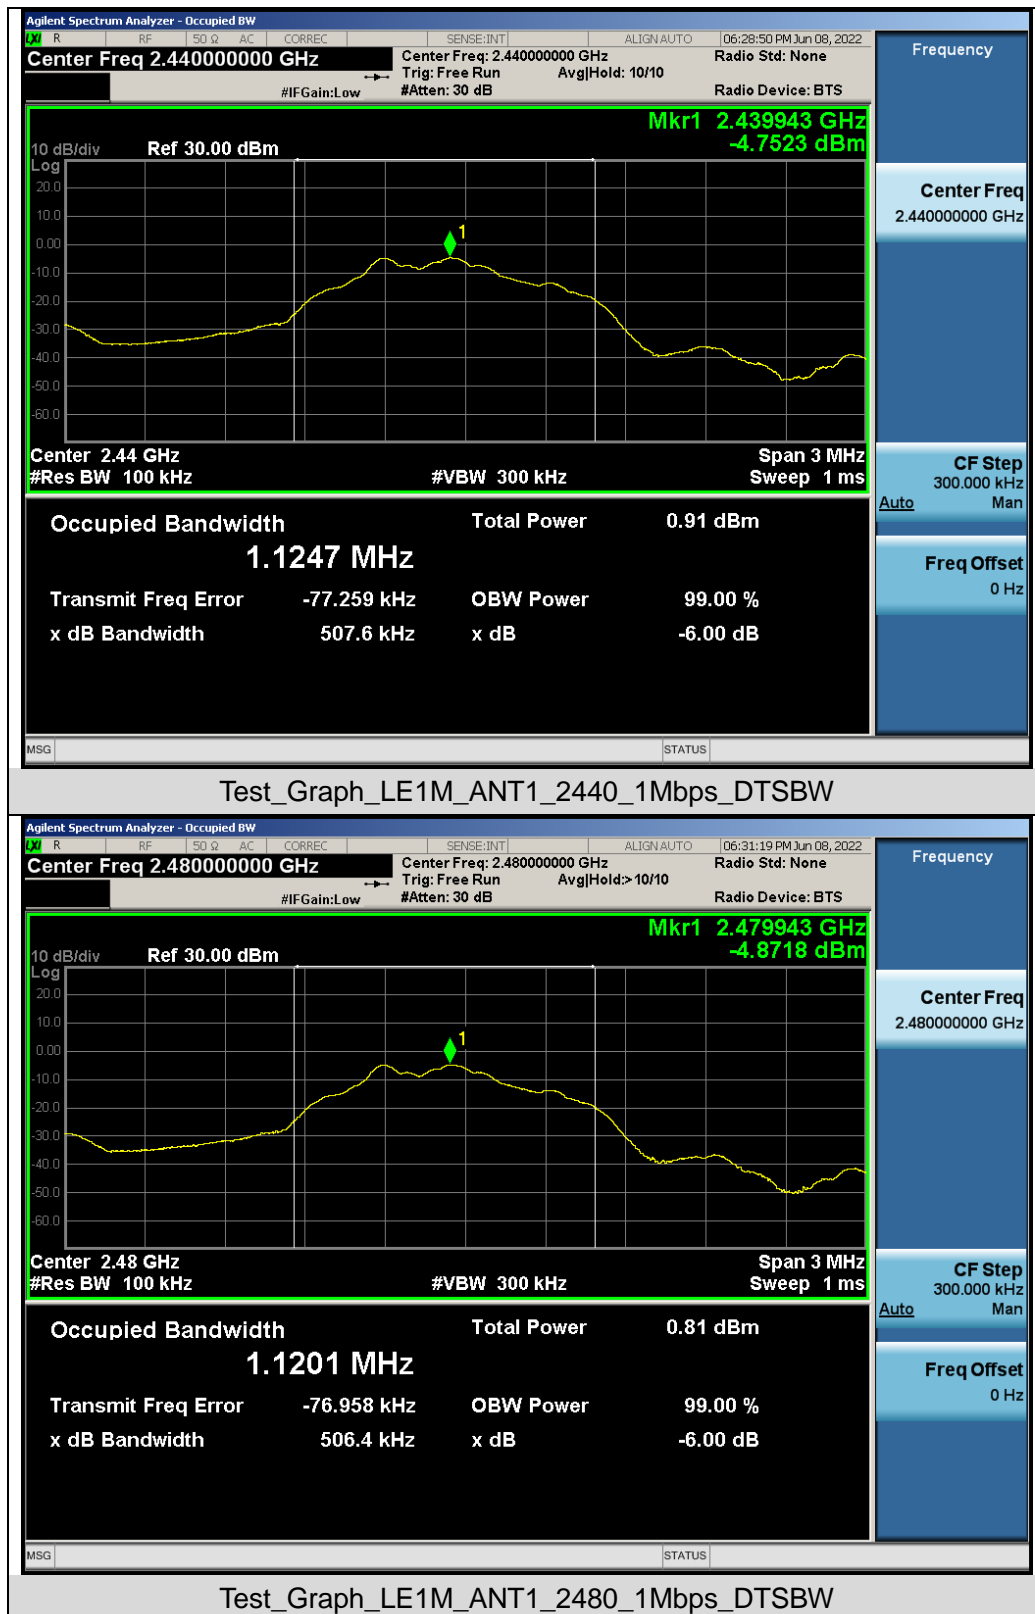 Agilent Spectrum Analyzer - Occupied BW
LXI R RF 50 Ω AC CORREC SENSE:INT ALIGN AUTO 06:28:50 PM Jun 08, 2022
Center Freq 2.440000000 GHz
Center Freq: 2.440000000 GHz Radio Std: None
Trig: Free Run Avg|Hold: 10/10
#IFGain:Low #Atten: 30 dB Radio Device: BTS
Frequency
Mkr1 2.439943 GHz
-4.7523 dBm
10 dB/div Ref 30.00 dBm
Log
20.0
10.0
0.00
-10.0
-20.0
-30.0
-40.0
-50.0
-60.0
1
Center 2.44 GHz Span 3 MHz
#Res BW 100 kHz #VBW 300 kHz Sweep 1 ms
Center Freq
2.440000000 GHz
CF Step
300.000 kHz
Auto Man
Freq Offset
0 Hz
Occupied Bandwidth Total Power 0.91 dBm
1.1247 MHz
Transmit Freq Error -77.259 kHz OBW Power 99.00 %
x dB Bandwidth 507.6 kHz x dB -6.00 dB
MSG STATUS
Test_Graph_LE1M_ANT1_2440_1Mbps_DTSBW
Agilent Spectrum Analyzer - Occupied BW
LXI R RF 50 Ω AC CORREC SENSE:INT ALIGN AUTO 06:31:19 PM Jun 08, 2022
Center Freq 2.480000000 GHz
Center Freq: 2.480000000 GHz Radio Std: None
Trig: Free Run Avg|Hold:>10/10
#IFGain:Low #Atten: 30 dB Radio Device: BTS
Frequency
Mkr1 2.479943 GHz
-4.8718 dBm
10 dB/div Ref 30.00 dBm
Log
20.0
10.0
0.00
-10.0
-20.0
-30.0
-40.0
-50.0
-60.0
1
Center 2.48 GHz Span 3 MHz
#Res BW 100 kHz #VBW 300 kHz Sweep 1 ms
Center Freq
2.480000000 GHz
CF Step
300.000 kHz
Auto Man
Freq Offset
0 Hz
Occupied Bandwidth Total Power 0.81 dBm
1.1201 MHz
Transmit Freq Error -76.958 kHz OBW Power 99.00 %
x dB Bandwidth 506.4 kHz x dB -6.00 dB
MSG STATUS
Test_Graph_LE1M_ANT1_2480_1Mbps_DTSBW